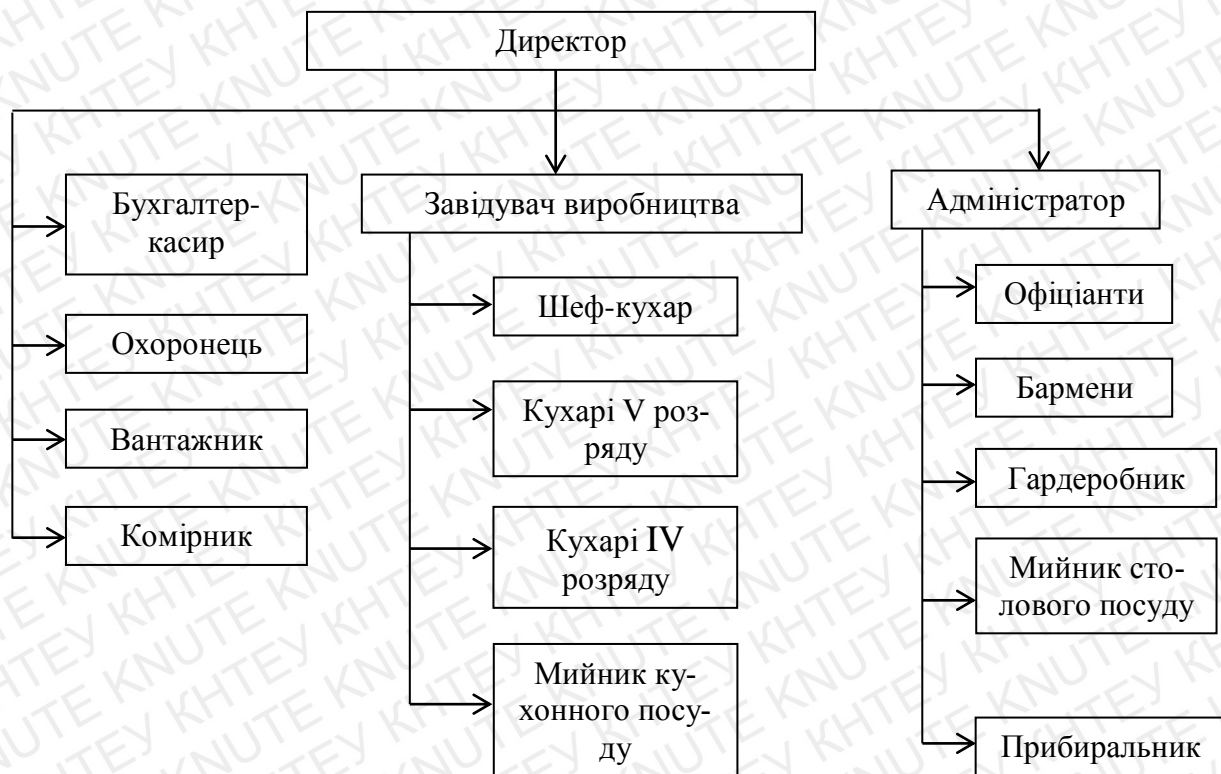 Директор
Бухгалтер-
касир
Охоронець
Вантажник
Комірник
Завідувач виробництва
Шеф-кухар
Кухарі V роз-
ряду
Кухарі IV
розряду
Мийник ку-
хонного посу-
ду
Адміністратор
Офіціанти
Бармени
Гардеробник
Мийник сто-
лового посуду
Прибиральник